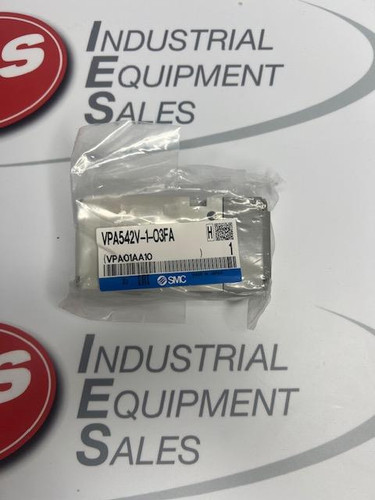 S
INDUSTRIAL
EQUIPMENT
SALES
VPA542V-1-03FA
H
(VPA01AA10 )
1
SMC
S
INDUSTRIAL
EQUIPMENT
SALES